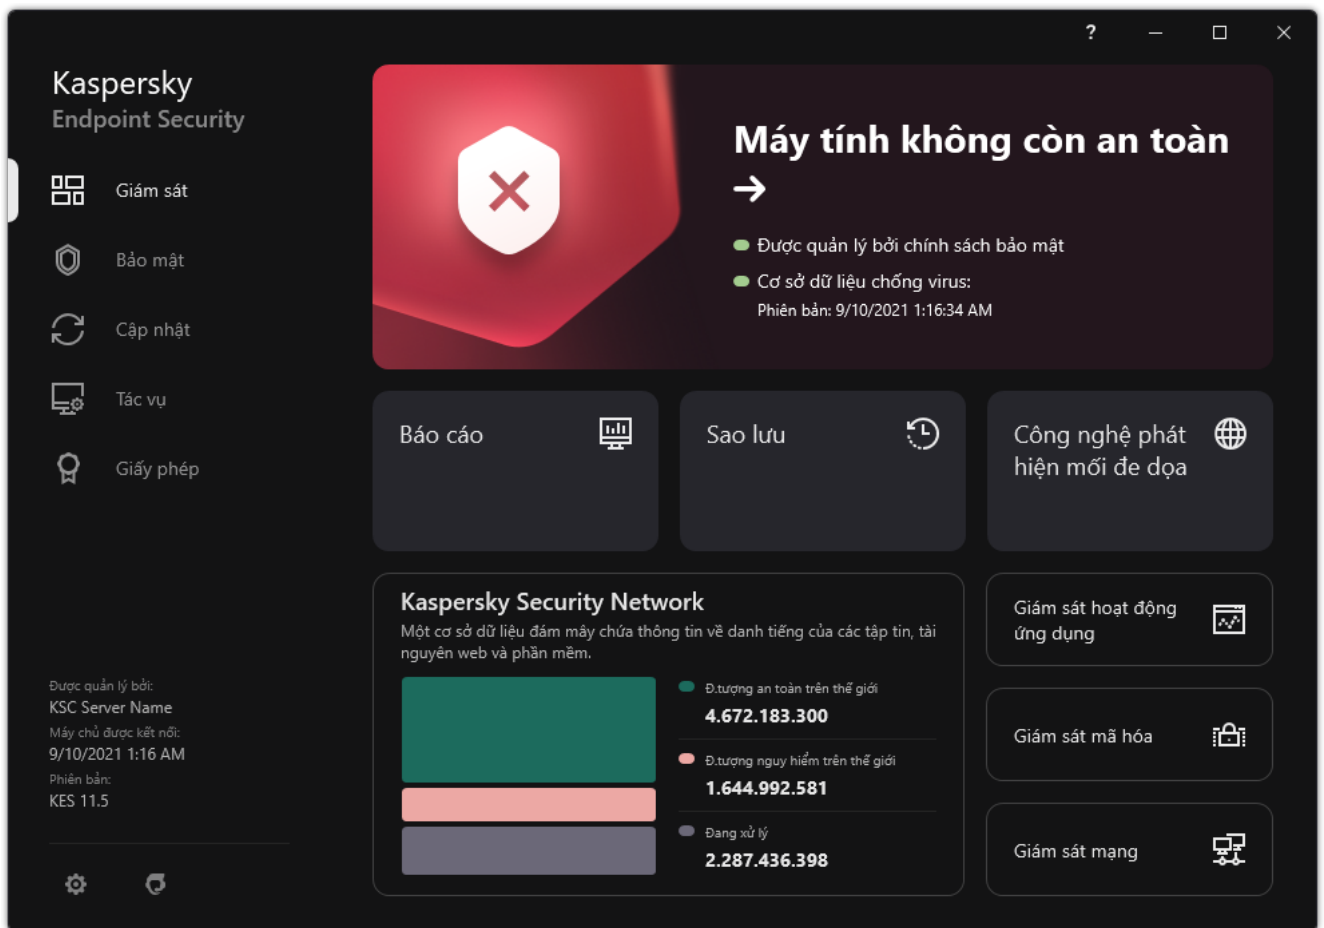 ?
Kaspersky
Endpoint Security
Giám sát
Bảo mật
Cập nhật
Tác vụ
Giấy phép
Được quản lý bởi:
KSC Server Name
Máy chủ được kết nối:
9/10/2021 1:16 AM
Phiên bản:
KES 11.5
Máy tính không còn an toàn
Được quản lý bởi chính sách bảo mật
Cơ sở dữ liệu chống virus:
Phiên bản: 9/10/2021 1:16:34 AM
Báo cáo
Sao lưu
Công nghệ phát
hiện mối đe dọa
Kaspersky Security Network
Một cơ sở dữ liệu đám mây chứa thông tin về danh tiếng của các tập tin, tài
nguyên web và phần mềm.
Đ.tượng an toàn trên thế giới
4.672.183.300
Đ.tượng nguy hiểm trên thế giới
1.644.992.581
Đang xử lý
2.287.436.398
Giám sát hoạt động
ứng dụng
Giám sát mã hóa
Giám sát mạng